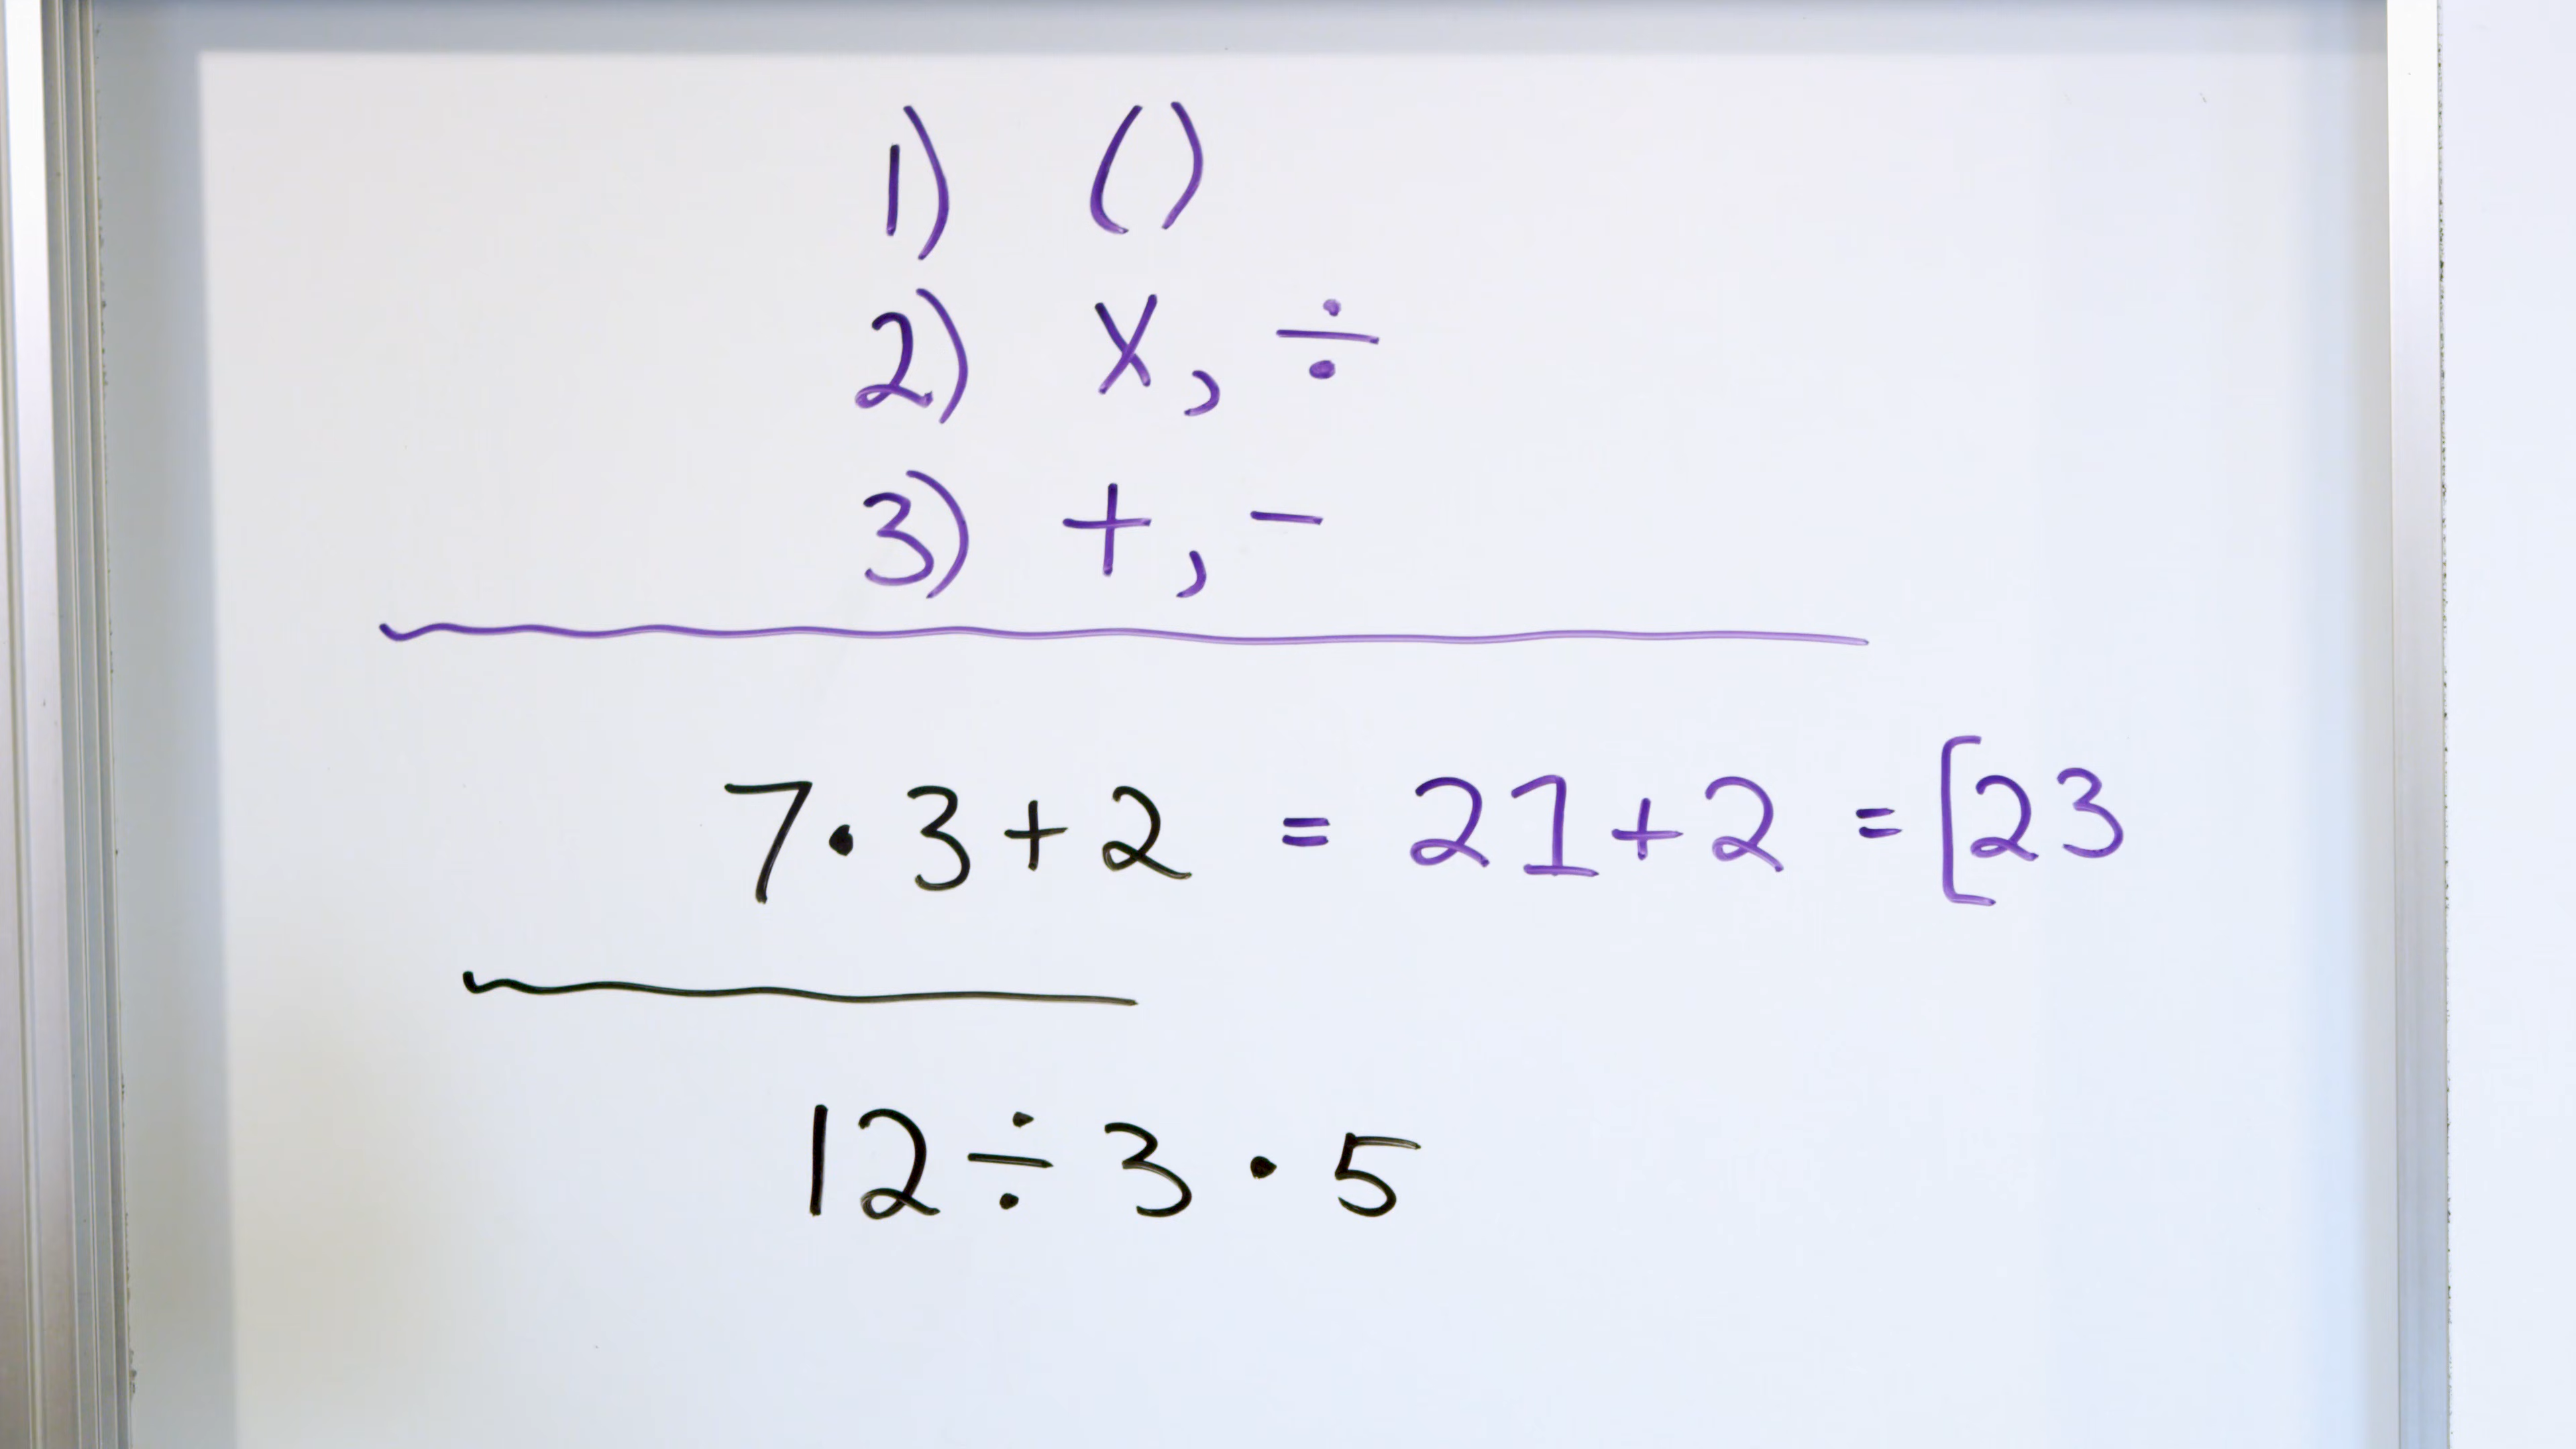 1) ()
2) x, ÷
3) +, -
7·3+2 = 21+2 = [23
12÷3·5